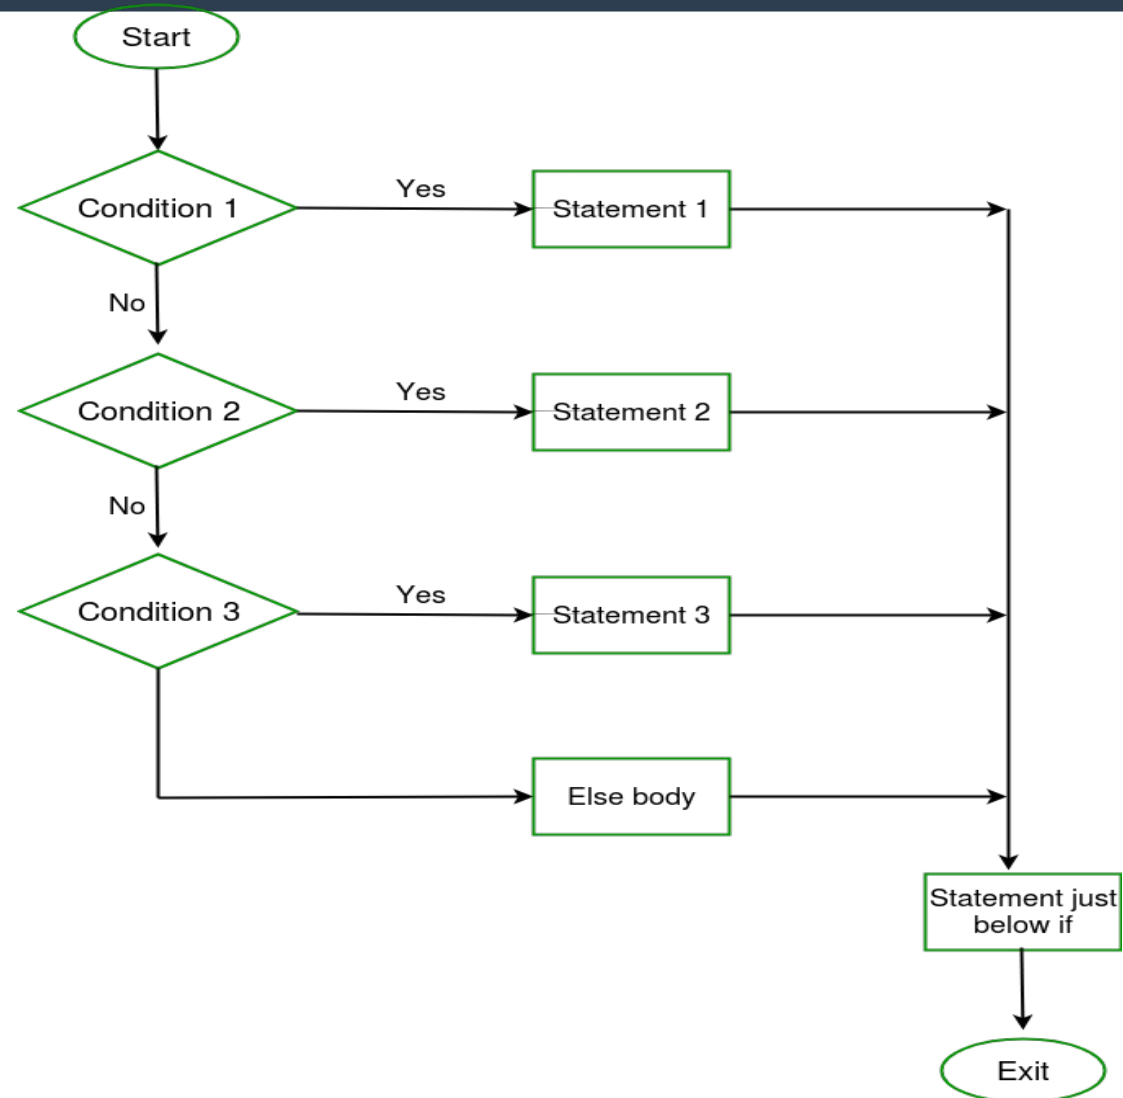 Start
Condition 1
Yes
Statement 1
No
Condition 2
Yes
Statement 2
No
Condition 3
Yes
Statement 3
Else body
Statement just
below if
Exit